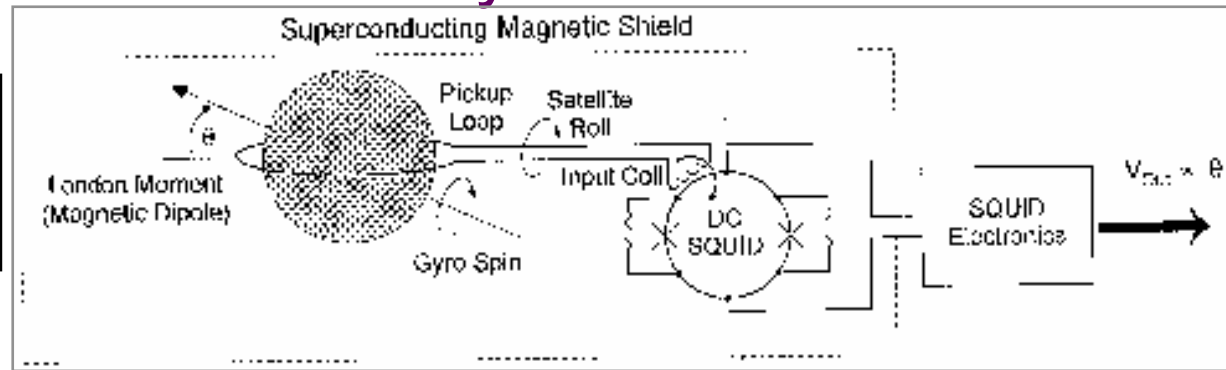 Superconducting Magnetic Shield
Pickup
Loop
Satellite
Roll
θ
London Moment
(Magnetic Dipole)
Input Coil
DC
SQUID
Gyro Spin
SQUID
Electronics
θ